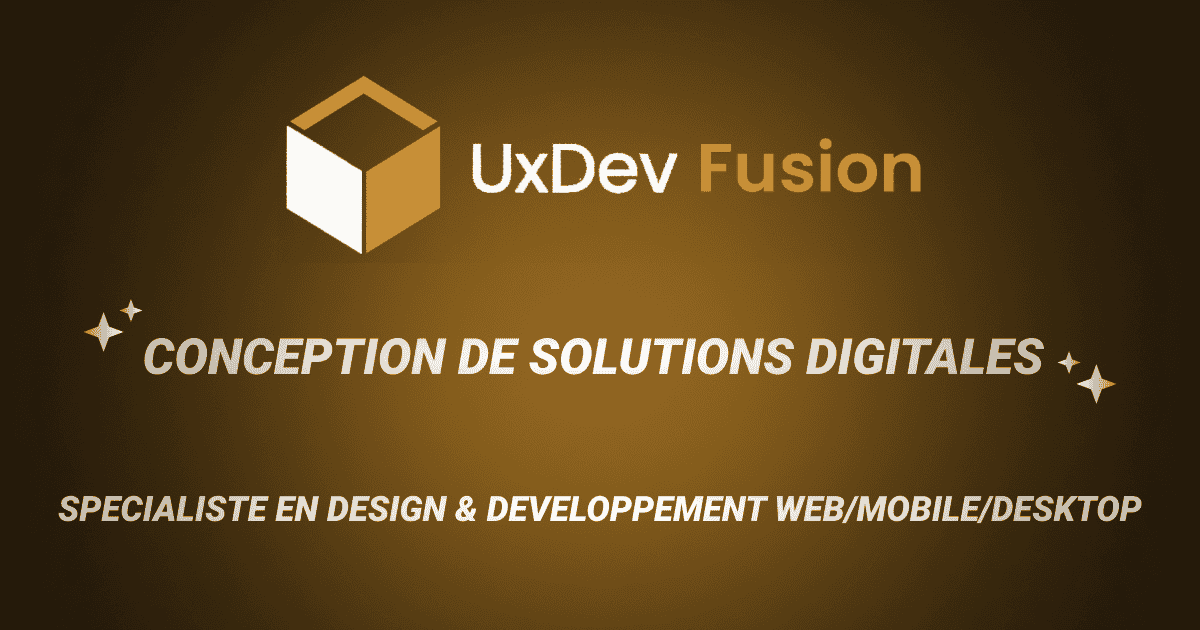 UxDev Fusion
CONCEPTION DE SOLUTIONS DIGITALES
SPECIALISTE EN DESIGN & DEVELOPPEMENT WEB/MOBILE/DESKTOP